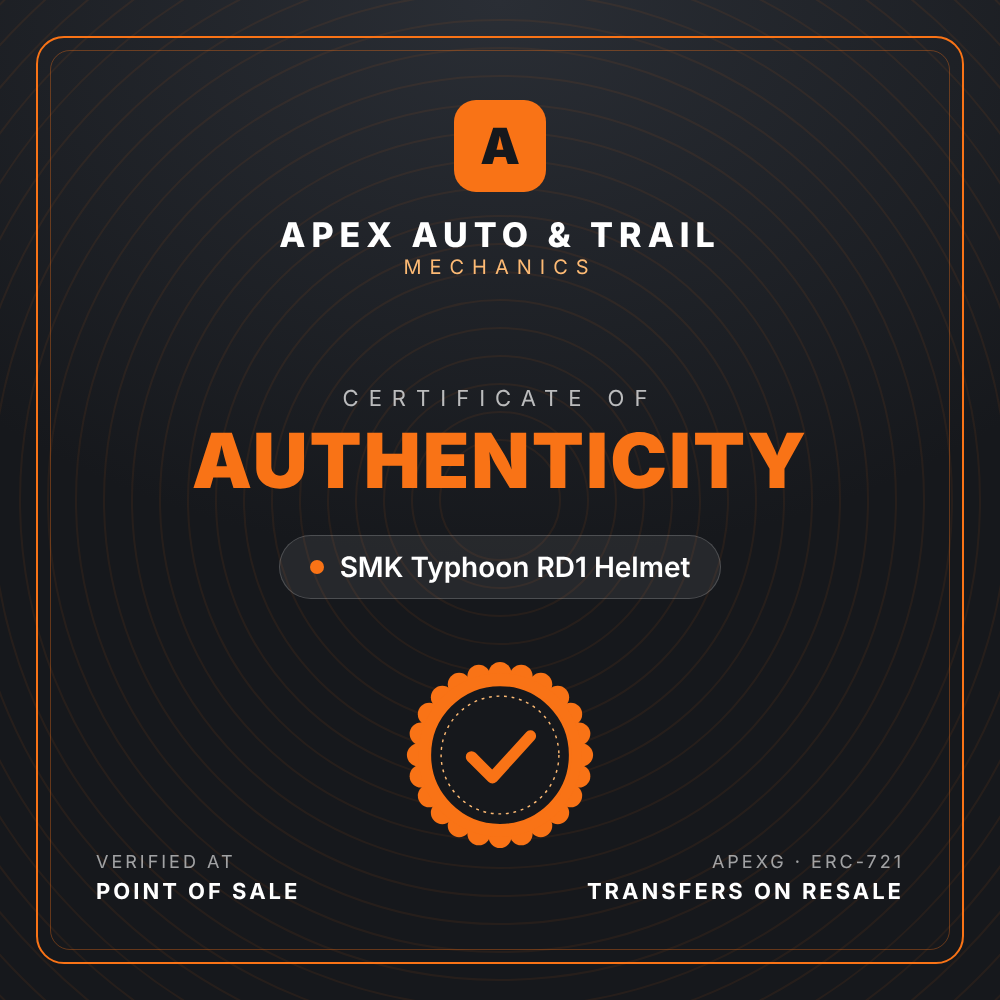 A
APEX AUTO & TRAIL
MECHANICS
CERTIFICATE OF
AUTHENTICITY
SMK Typhoon RD1 Helmet
VERIFIED AT
POINT OF SALE
APEXG · ERC-721
TRANSFERS ON RESALE